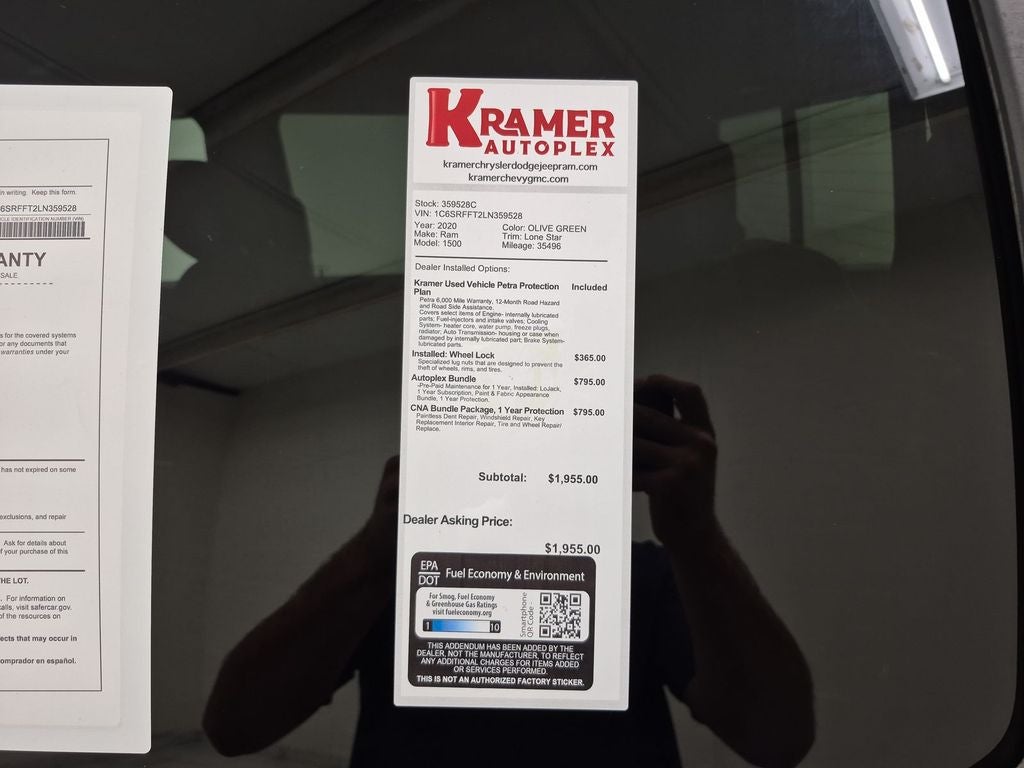 in writing. Keep this form.
C6SRFFT2LN359528
VEHICLE IDENTIFICATION NUMBER (VIN)
ANTY
SALE.
s for the covered systems
or any documents that
warranties under your
has not expired on some
exclusions, and repair
Ask for details about
f your purchase of this
HE LOT.
. For information on
calls, visit safercar.gov.
of the resources on
ects that may occur in
omprador en español.
KRAMER
AUTOPLEX
kramerchryslerdodgejeepram.com
kramerchevygmc.com
Stock: 359528C
VIN: 1C6SRFFT2LN359528
Year: 2020 Color: OLIVE GREEN
Make: Ram Trim: Lone Star
Model: 1500 Mileage: 35496
Dealer Installed Options:
Kramer Used Vehicle Petra Protection Included
Plan
Petra 6,000 Mile Warranty, 12-Month Road Hazard
and Road Side Assistance.
Covers select items of Engine- internally lubricated
parts; Fuel-injectors and intake valves; Cooling
System- heater core, water pump, freeze plugs,
radiator; Auto Transmission- housing or case when
damaged by internally lubricated part; Brake System-
lubricated parts.
Installed: Wheel Lock $365.00
Specialized lug nuts that are designed to prevent the
theft of wheels, rims, and tires.
Autoplex Bundle $795.00
-Pre-Paid Maintenance for 1 Year, Installed: LoJack,
1 Year Subscription, Paint & Fabric Appearance
Bundle, 1 Year Protection.
CNA Bundle Package, 1 Year Protection $795.00
Paintless Dent Repair, Windshield Repair, Key
Replacement Interior Repair, Tire and Wheel Repair/
Replace.
Subtotal: $1,955.00
Dealer Asking Price:
$1,955.00
EPA
DOT Fuel Economy & Environment
For Smog, Fuel Economy
& Greenhouse Gas Ratings
visit fueleconomy.org
1 10
Smartphone
QR Code
THIS ADDENDUM HAS BEEN ADDED BY THE
DEALER, NOT THE MANUFACTURER, TO REFLECT
ANY ADDITIONAL CHARGES FOR ITEMS ADDED
OR SERVICES PERFORMED.
THIS IS NOT AN AUTHORIZED FACTORY STICKER.